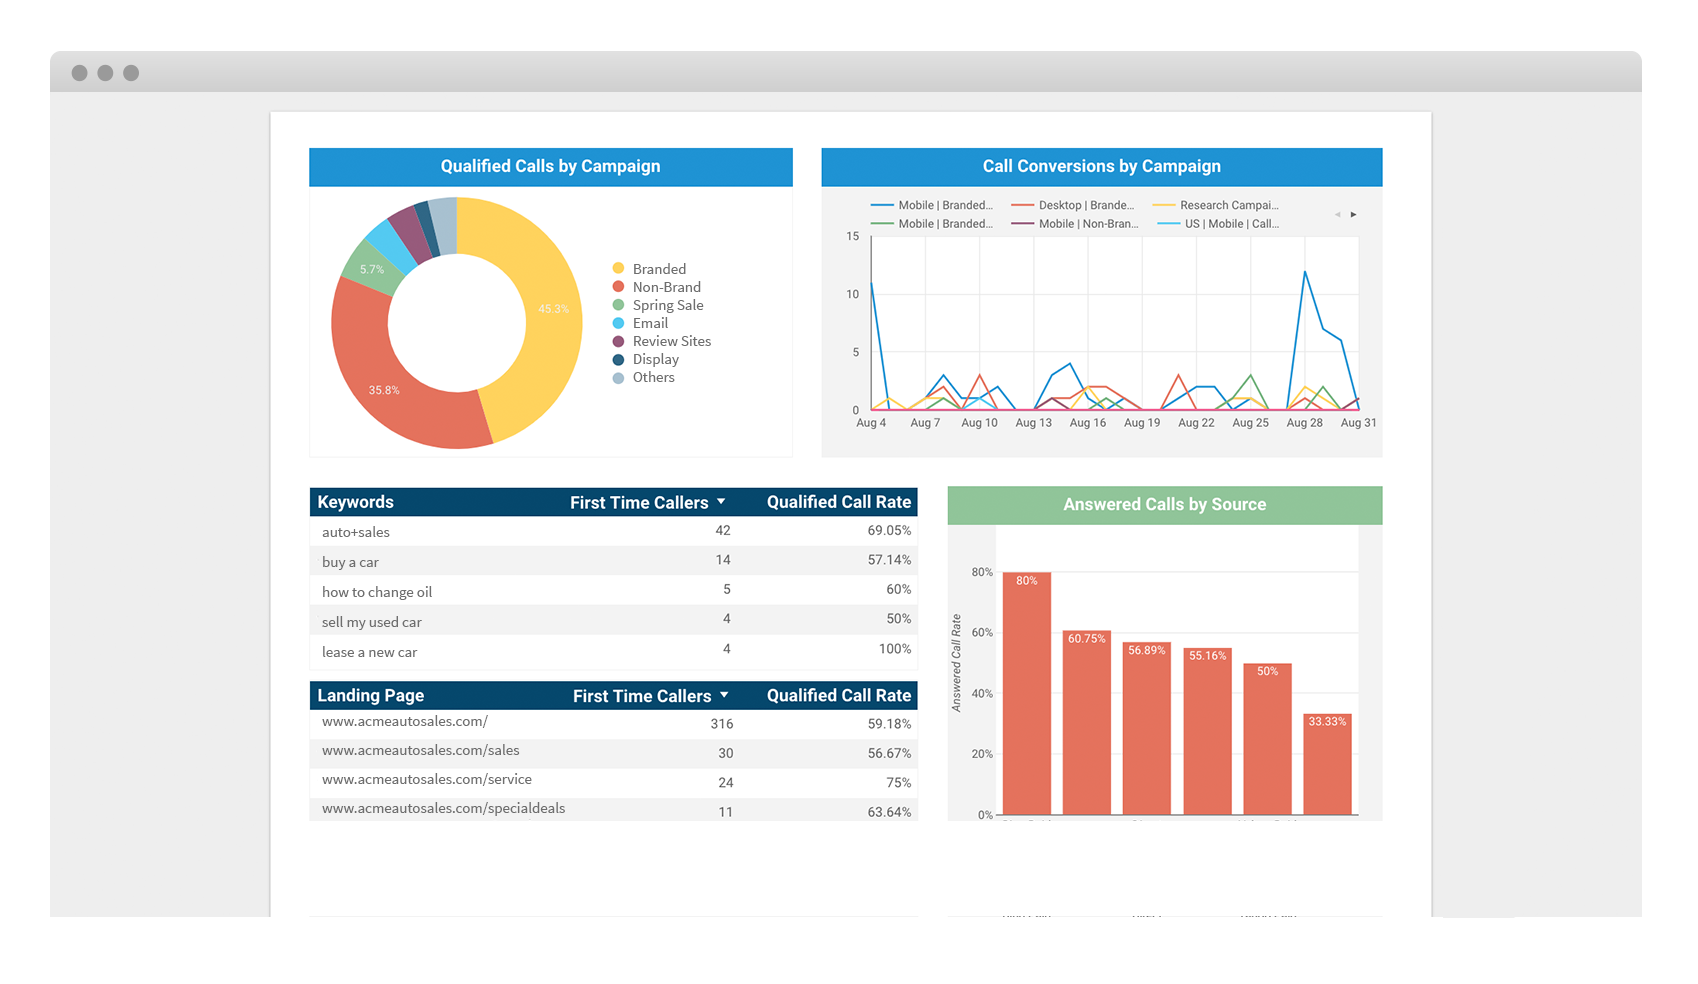 Qualified Calls by Campaign
45.3%
35.8%
5.7%
Branded
Non-Brand
Spring Sale
Email
Review Sites
Display
Others
Call Conversions by Campaign
Mobile | Branded... Desktop | Brande... Research Campai...
Mobile | Branded... Mobile | Non-Bran... US | Mobile | Call...
15
10
5
0
Aug 4 Aug 7 Aug 10 Aug 13 Aug 16 Aug 19 Aug 22 Aug 25 Aug 28 Aug 31
Keywords First Time Callers Qualified Call Rate
auto+sales 42 69.05%
buy a car 14 57.14%
how to change oil 5 60%
sell my used car 4 50%
lease a new car 4 100%
Landing Page First Time Callers Qualified Call Rate
www.acmeautosales.com/ 316 59.18%
www.acmeautosales.com/sales 30 56.67%
www.acmeautosales.com/service 24 75%
www.acmeautosales.com/specialdeals 11 63.64%
Answered Calls by Source
Answered Call Rate
80%
60%
40%
20%
0%
80%
60.75%
56.89%
55.16%
50%
33.33%